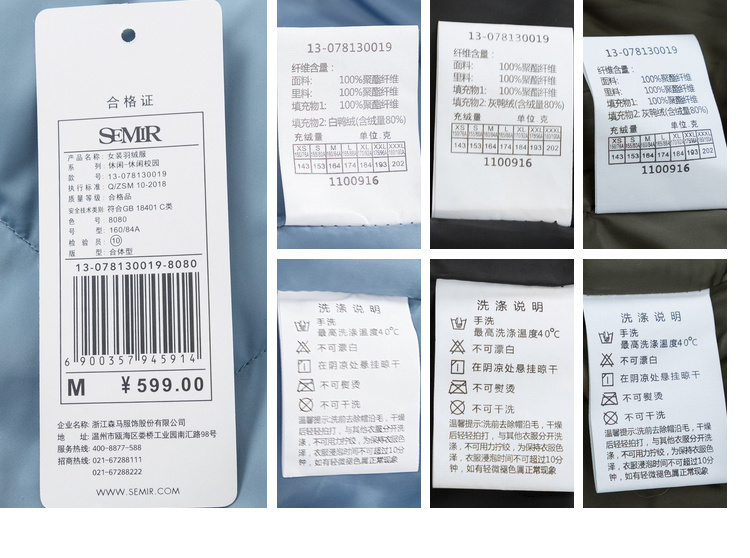 合格证
SEMIR
产品名称: 女装羽绒服
系 列: 休闲-休闲校园
款 号: 13-078130019
执行标准: Q/ZSM 10-2018
质量等级: 合格品
安全技术类别: 符合GB 18401 C类
色 号: 8080
号 型: 160/84A
检 验 员: 10
版 型: 合体型
13-078130019-8080
6 900357 945914
M ¥599.00
企业名称: 浙江森马服饰股份有限公司
地 址: 温州市瓯海区娄桥工业园南汇路98号
服务热线: 400-8877-588
招商热线: 021-67288111
021-67288222
WWW.SEMIR.COM
13-078130019
纤维含量:
面料: 100%聚酯纤维
里料: 100%聚酯纤维
填充物1: 100%聚酯纤维
填充物2: 白鸭绒(含绒量80%)
充绒量 单位.克
XS S M L XL XXL XXXL
143 153 164 174 184 193 202
1100916
13-078130019
纤维含量:
面料: 100%聚酯纤维
里料: 100%聚酯纤维
填充物1: 100%聚酯纤维
填充物2: 灰鸭绒(含绒量80%)
充绒量 单位.克
XS S M L XL XXL XXXL
143 153 164 174 184 193 202
1100916
13-078130019
纤维含量:
面料: 100%聚酯纤维
里料: 100%聚酯纤维
填充物1: 100%聚酯纤维
填充物2: 灰鸭绒(含绒量80%)
充绒量 单位.克
XS S M L XL XXL XXXL
143 153 164 174 184 193 202
1100916
洗涤说明
手洗
最高洗涤温度40℃
不可漂白
在阴凉处悬挂晾干
不可熨烫
不可干洗
温馨提示:洗前去除帽沿毛，干燥
后轻轻拍打，与其他衣服分开洗
涤，不可用力拧绞，为保持衣服色
泽，衣服浸泡时间不可超过10分
钟，如有轻微褪色属正常现象
洗涤说明
手洗
最高洗涤温度40℃
不可漂白
在阴凉处悬挂晾干
不可熨烫
不可干洗
温馨提示:洗前去除帽沿毛，干燥
后轻轻拍打，与其他衣服分开洗
涤，不可用力拧绞，为保持衣服色
泽，衣服浸泡时间不可超过10分
钟，如有轻微褪色属正常现象
洗涤说明
手洗
最高洗涤温度40℃
不可漂白
在阴凉处悬挂晾干
不可熨烫
不可干洗
温馨提示:洗前去除帽沿毛，干燥
后轻轻拍打，与其他衣服分开洗
涤，不可用力拧绞，为保持衣服色
泽，衣服浸泡时间不可超过10分
钟，如有轻微褪色属正常现象